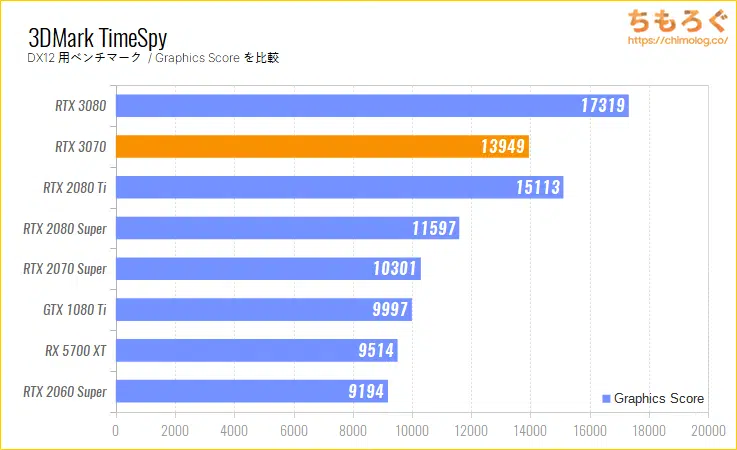 3DMark TimeSpy
DX12 用ベンチマーク / Graphics Score を比較
ちもろぐ
https://chimolog.co/
RTX 3080 17319
RTX 3070 13949
RTX 2080 Ti 15113
RTX 2080 Super 11597
RTX 2070 Super 10301
GTX 1080 Ti 9997
RX 5700 XT 9514
RTX 2060 Super 9194
Graphics Score
0 2000 4000 6000 8000 10000 12000 14000 16000 18000 20000